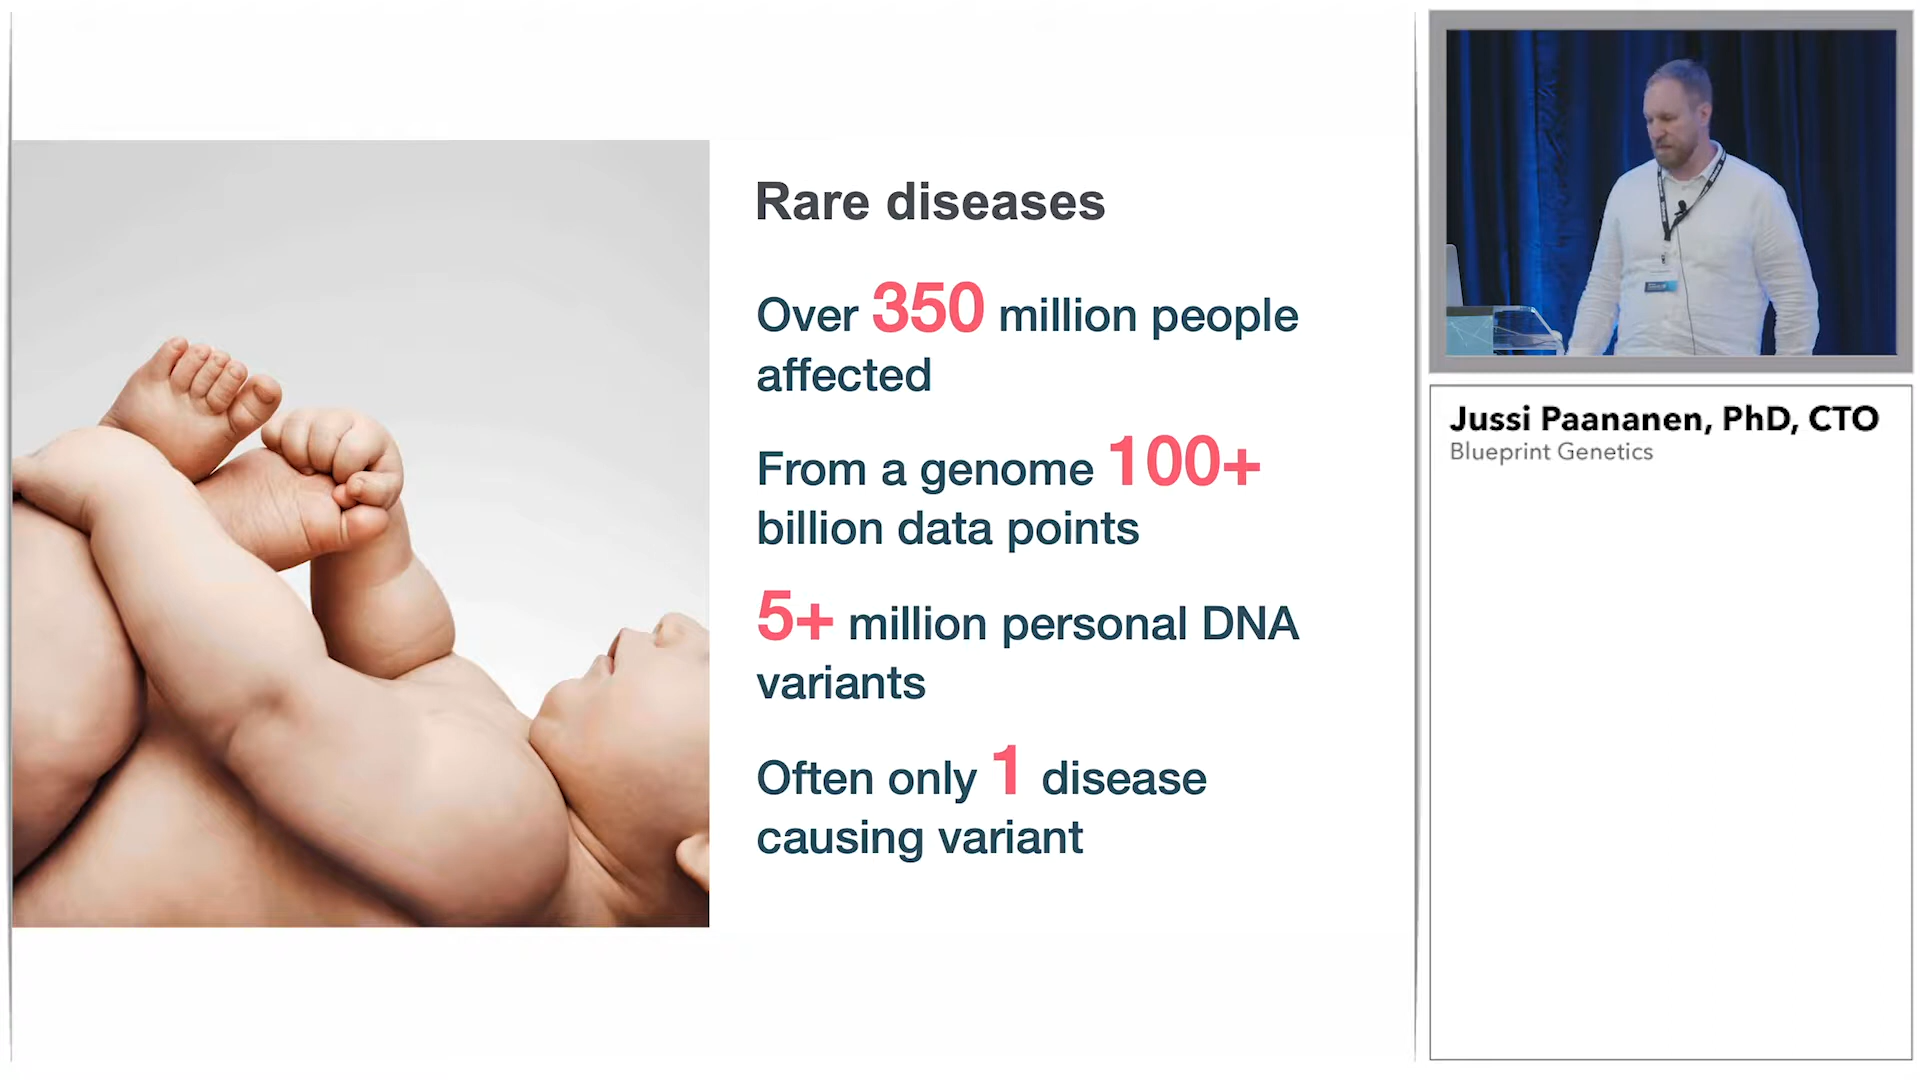 Rare diseases
Over 350 million people
affected
From a genome 100+
billion data points
5+ million personal DNA
variants
Often only 1 disease
causing variant
Jussi Paananen, PhD, CTO
Blueprint Genetics